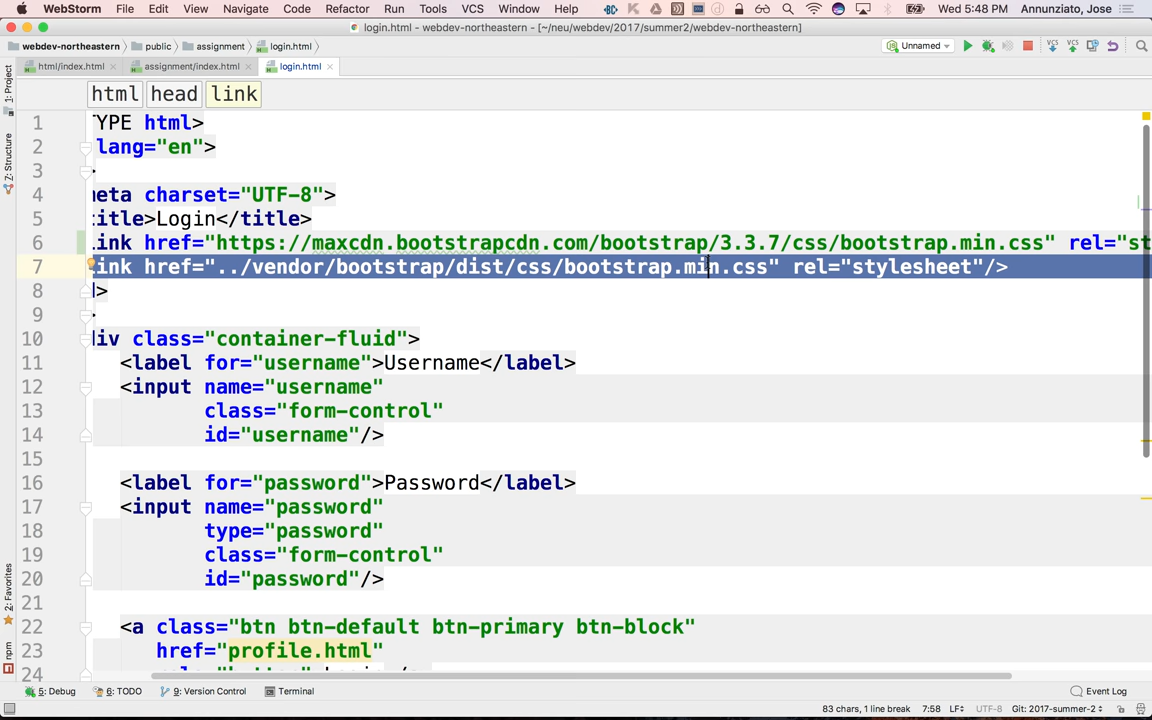 WebStorm File Edit View Navigate Code Refactor Run Tools VCS Window Help Wed 5:48 PM Annunziato, Jose
login.html - webdev-northeastern - [~/neu/webdev/2017/summer2/webdev-northeastern]
webdev-northeastern public assignment login.html Unnamed
html/index.html assignment/index.html login.html
1: Project
7: Structure
2: Favorites
npm
html head link
1 TYPE html>
2 lang="en">
3 >
4 meta charset="UTF-8">
5 title>Login</title>
6 link href="https://maxcdn.bootstrapcdn.com/bootstrap/3.3.7/css/bootstrap.min.css" rel="st
7 ink href="../vendor/bootstrap/dist/css/bootstrap.min.css" rel="stylesheet"/>
8 >
9 >
10 div class="container-fluid">
11 <label for="username">Username</label>
12 <input name="username"
13 class="form-control"
14 id="username"/>
15
16 <label for="password">Password</label>
17 <input name="password"
18 type="password"
19 class="form-control"
20 id="password"/>
21
22 <a class="btn btn-default btn-primary btn-block"
23 href="profile.html"
24
5: Debug 6: TODO 9: Version Control Terminal Event Log
83 chars, 1 line break 7:58 LF UTF-8 Git: 2017-summer-2